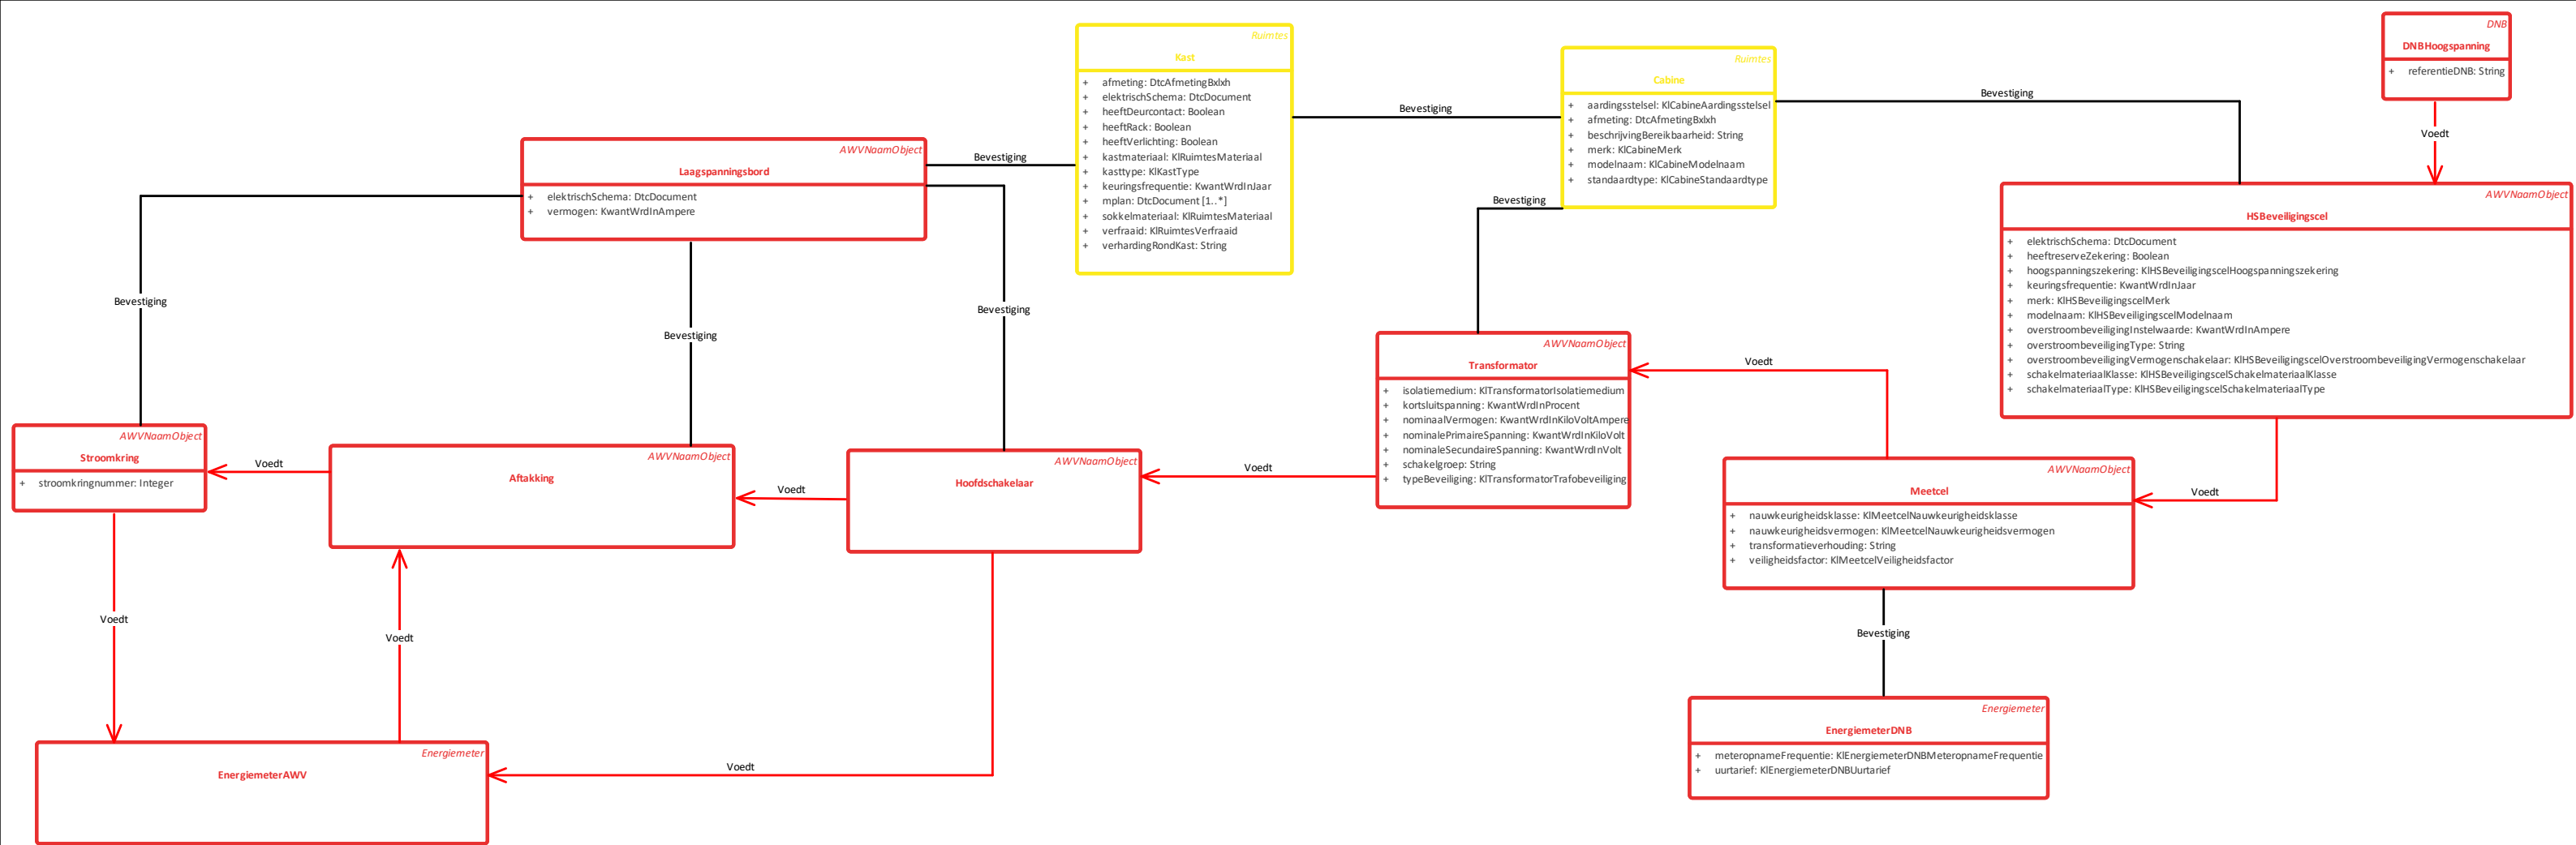 DNB
DNBHoogspanning
+ referentieDNB: String
Voedt
Ruimtes
Kast
+ afmeting: DtcAfmetingBxlxh
+ elektrischSchema: DtcDocument
+ heeftDeurcontact: Boolean
+ heeftRack: Boolean
+ heeftVerlichting: Boolean
+ kastmateriaal: KlRuimtesMateriaal
+ kasttype: KlKastType
+ keuringsfrequentie: KwantWrdInJaar
+ mplan: DtcDocument [1..*]
+ sokkelmateriaal: KlRuimtesMateriaal
+ verfraaid: KlRuimtesVerfraaid
+ verhardingRondKast: String
Bevestiging
Ruimtes
Cabine
+ aardingsstelsel: KlCabineAardingsstelsel
+ afmeting: DtcAfmetingBxlxh
+ beschrijvingBereikbaarheid: String
+ merk: KlCabineMerk
+ modelnaam: KlCabineModelnaam
+ standaardtype: KlCabineStandaardtype
Bevestiging
Bevestiging
AWVNaamObject
Laagspanningsbord
+ elektrischSchema: DtcDocument
+ vermogen: KwantWrdInAmpere
Bevestiging
Bevestiging
Bevestiging
Bevestiging
AWVNaamObject
HSBeveiligingscel
+ elektrischSchema: DtcDocument
+ heeftreserveZekering: Boolean
+ hoogspanningszekering: KlHSBeveiligingscelHoogspanningszekering
+ keuringsfrequentie: KwantWrdInJaar
+ merk: KlHSBeveiligingscelMerk
+ modelnaam: KlHSBeveiligingscelModelnaam
+ overstroombeveiligingInstelwaarde: KwantWrdInAmpere
+ overstroombeveiligingType: String
+ overstroombeveiligingVermogenschakelaar: KlHSBeveiligingscelOverstroombeveiligingVermogenschakelaar
+ schakelmateriaalKlasse: KlHSBeveiligingscelSchakelmateriaalKlasse
+ schakelmateriaalType: KlHSBeveiligingscelSchakelmateriaalType
AWVNaamObject
Transformator
+ isolatiemedium: KlTransformatorIsolatiemedium
+ kortsluitspanning: KwantWrdInProcent
+ nominaalVermogen: KwantWrdInKiloVoltAmpere
+ nominalePrimaireSpanning: KwantWrdInKiloVolt
+ nominaleSecundaireSpanning: KwantWrdInVolt
+ schakelgroep: String
+ typeBeveiliging: KlTransformatorTrafobeveiliging
Voedt
AWVNaamObject
Stroomkring
+ stroomkringnummer: Integer
Voedt
AWVNaamObject
Aftakking
Voedt
AWVNaamObject
Hoofdschakelaar
Voedt
AWVNaamObject
Meetcel
+ nauwkeurigheidsklasse: KlMeetcelNauwkeurigheidsklasse
+ nauwkeurigheidsvermogen: KlMeetcelNauwkeurigheidsvermogen
+ transformatieverhouding: String
+ veiligheidsfactor: KlMeetcelVeiligheidsfactor
Voedt
Voedt
Voedt
Bevestiging
Energiemeter
EnergiemeterDNB
+ meteropnameFrequentie: KlEnergiemeterDNBMeteropnameFrequentie
+ uurtarief: KlEnergiemeterDNBUurtarief
Energiemeter
EnergiemeterAWV
Voedt